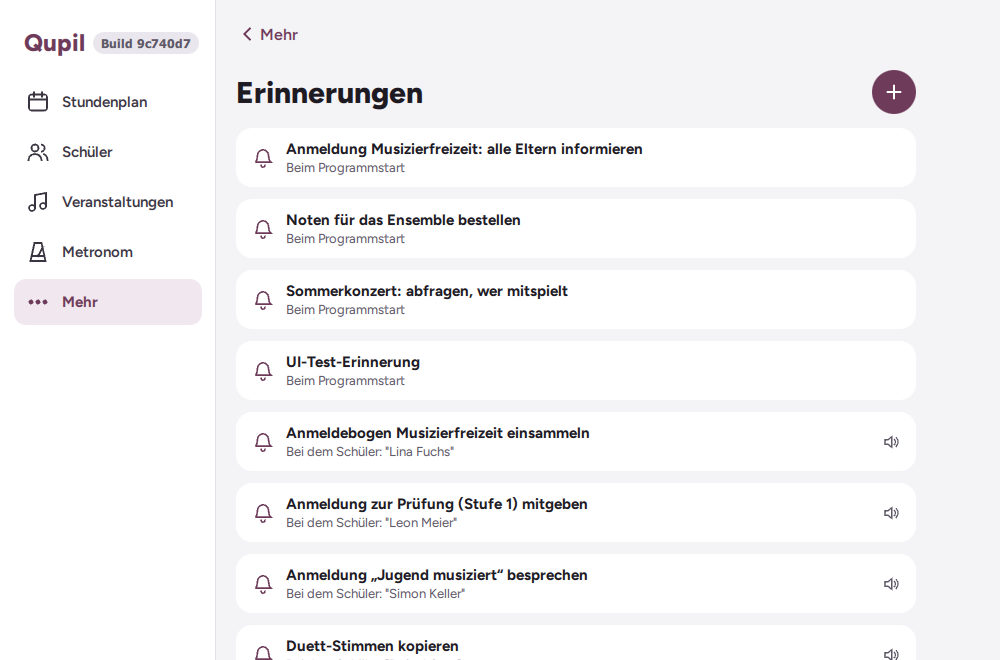 Qupil
Build 9c740d7
Stundenplan
Schüler
Veranstaltungen
Metronom
Mehr
Mehr
Erinnerungen
Anmeldung Musizierfreizeit: alle Eltern informieren
Beim Programmstart
Noten für das Ensemble bestellen
Beim Programmstart
Sommerkonzert: abfragen, wer mitspielt
Beim Programmstart
UI-Test-Erinnerung
Beim Programmstart
Anmeldebogen Musizierfreizeit einsammeln
Bei dem Schüler: "Lina Fuchs"
Anmeldung zur Prüfung (Stufe 1) mitgeben
Bei dem Schüler: "Leon Meier"
Anmeldung „Jugend musiziert“ besprechen
Bei dem Schüler: "Simon Keller"
Duett-Stimmen kopieren